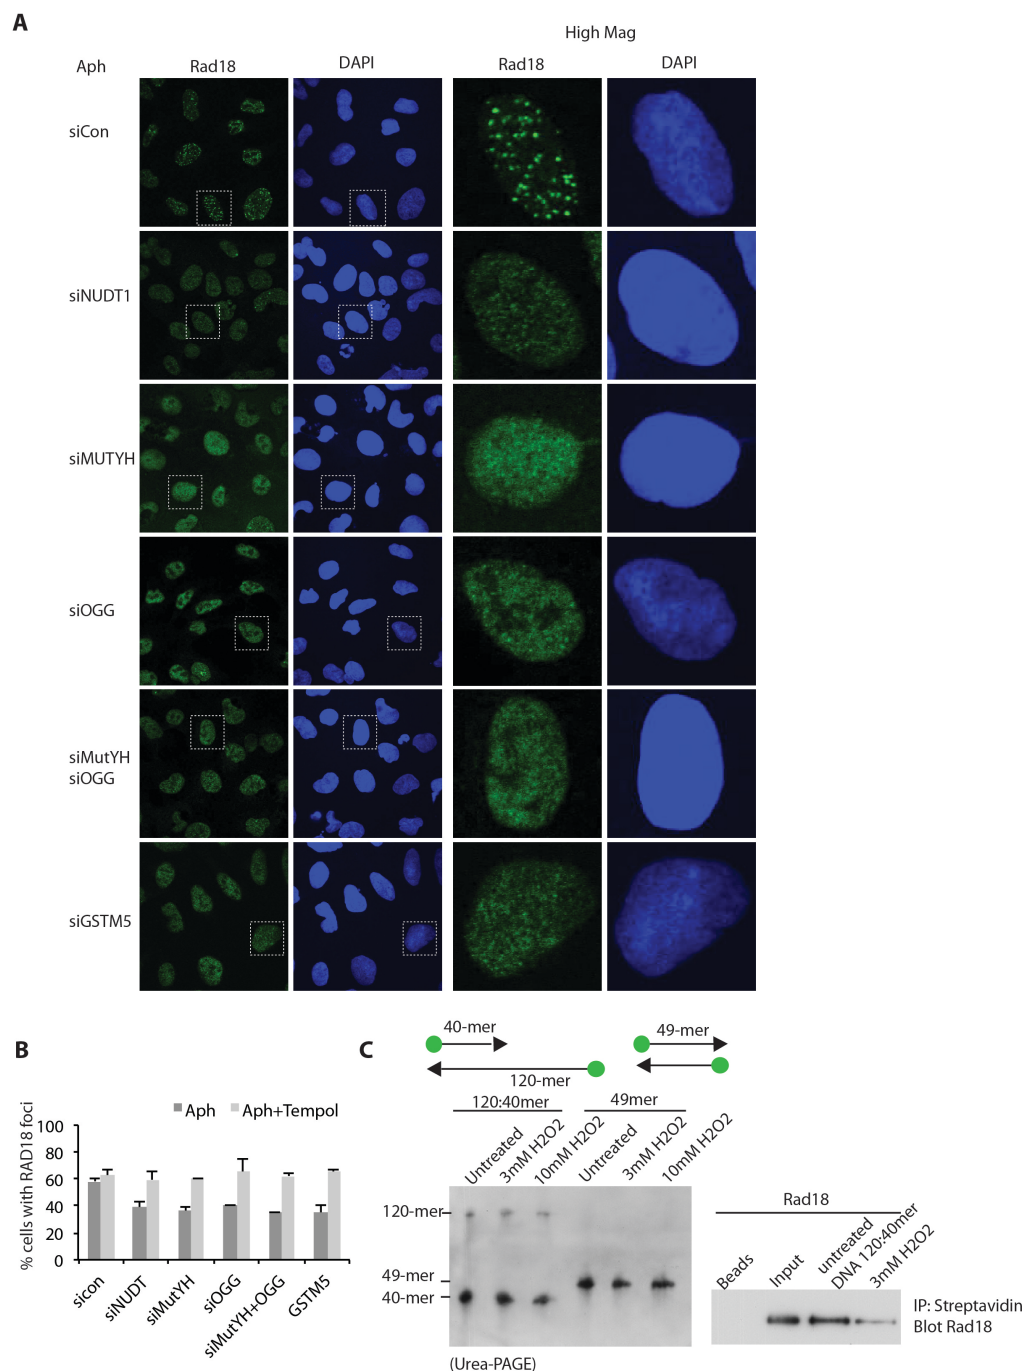 A
High Mag
Aph
Rad18
DAPI
Rad18
DAPI
siCon
siNUDT1
siMUTYH
siOGG
siMutYH
siOGG
siGSTM5
B
Aph
Aph+Tempol
% cells with RAD18 foci
100
80
60
40
20
0
sicon
siNUDT
siMutYH
siOGG
siMutYH+OGG
GSTM5
C
40-mer
120-mer
49-mer
120:40mer
49mer
Untreated
3mM H2O2
10mM H2O2
Untreated
3mM H2O2
10mM H2O2
120-mer
49-mer
40-mer
(Urea-PAGE)
Rad18
Beads
Input
untreated
DNA 120:40mer
3mM H2O2
IP: Streptavidin
Blot Rad18